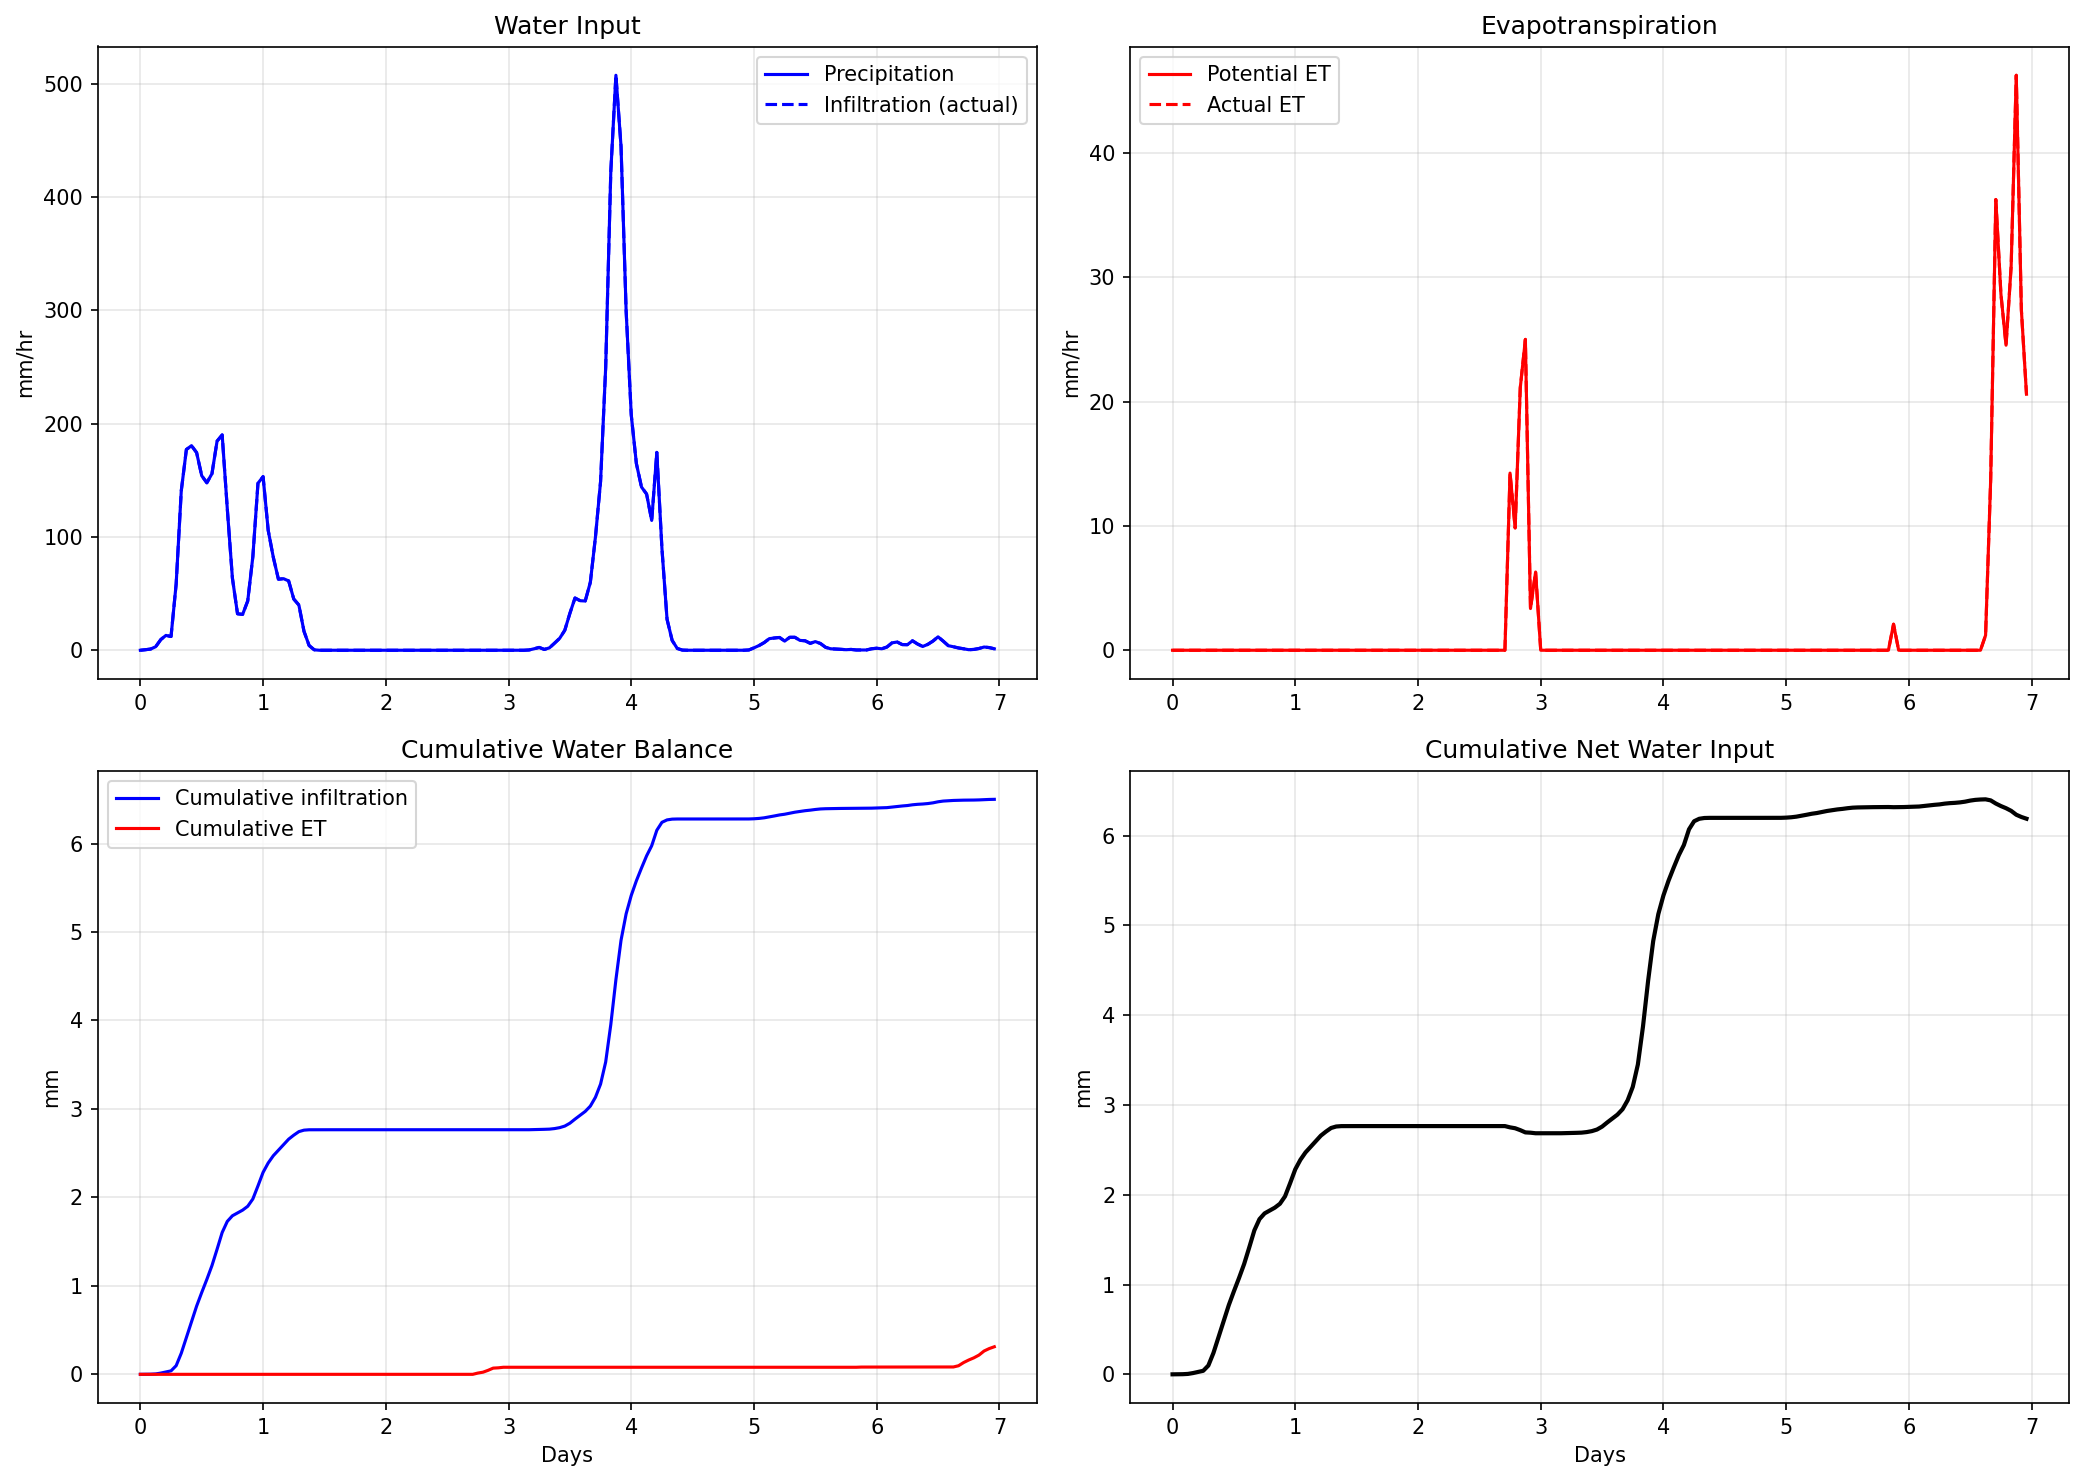 Water Input
Precipitation
Infiltration (actual)
mm/hr
500
400
300
200
100
0
0 1 2 3 4 5 6 7
Evapotranspiration
Potential ET
Actual ET
mm/hr
40
30
20
10
0
0 1 2 3 4 5 6 7
Cumulative Water Balance
Cumulative infiltration
Cumulative ET
mm
6
5
4
3
2
1
0
0 1 2 3 4 5 6 7
Days
Cumulative Net Water Input
mm
6
5
4
3
2
1
0
0 1 2 3 4 5 6 7
Days